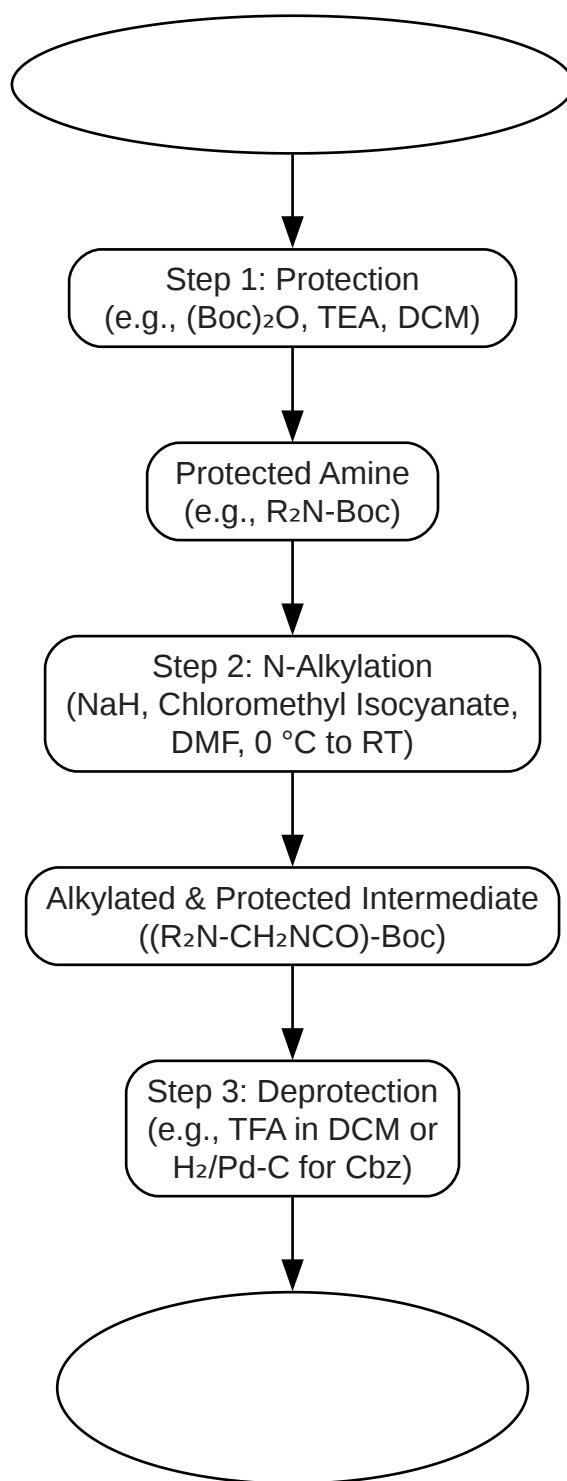 Step 1: Protection
(e.g., (Boc)₂O, TEA, DCM)
Protected Amine
(e.g., R₂N-Boc)
Step 2: N-Alkylation
(NaH, Chloromethyl Isocyanate,
DMF, 0 °C to RT)
Alkylated & Protected Intermediate
((R₂N-CH₂NCO)-Boc)
Step 3: Deprotection
(e.g., TFA in DCM or
H₂/Pd-C for Cbz)